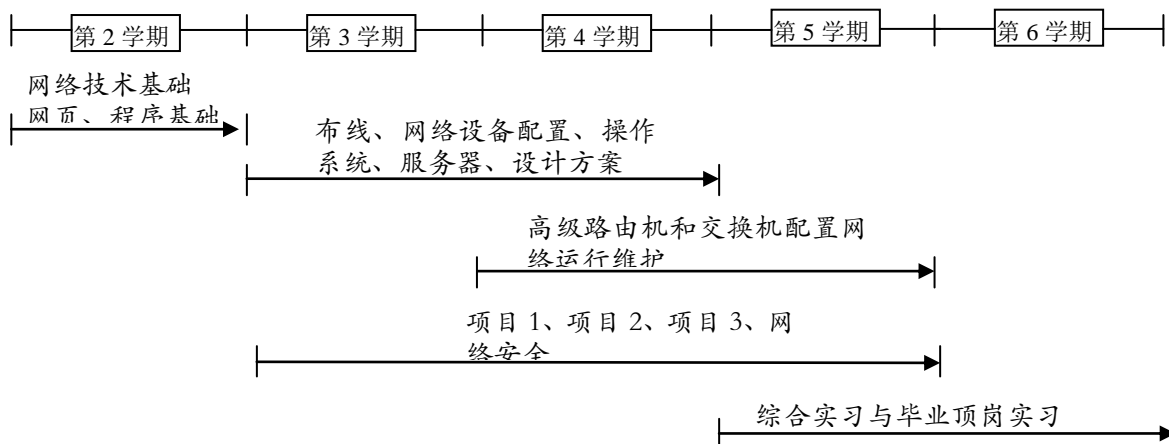 第 2 学期 第 3 学期 第 4 学期 第 5 学期 第 6 学期
网络技术基础
网页、程序基础
布线、网络设备配置、操作
系统、服务器、设计方案
高级路由机和交换机配置网
络运行维护
项目 1、项目 2、项目 3、网
络安全
综合实习与毕业顶岗实习